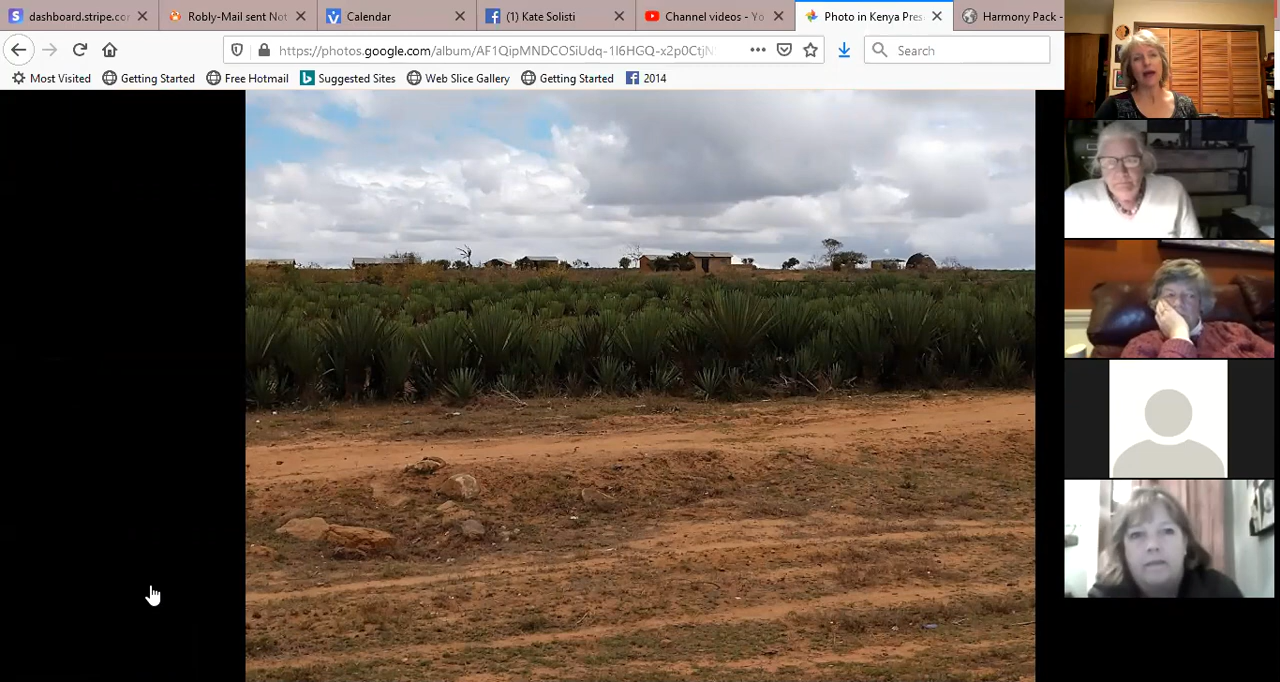 dashboard.stripe.co
Robly-Mail sent Not
Calendar
(1) Kate Solisti
Channel videos - Yo
Photo in Kenya Pres
Harmony Pack -
https://photos.google.com/album/AF1QipMNDCOSiUdq-1I6HGQ-x2p0CtjN
Search
Most Visited
Getting Started
Free Hotmail
Suggested Sites
Web Slice Gallery
Getting Started
2014